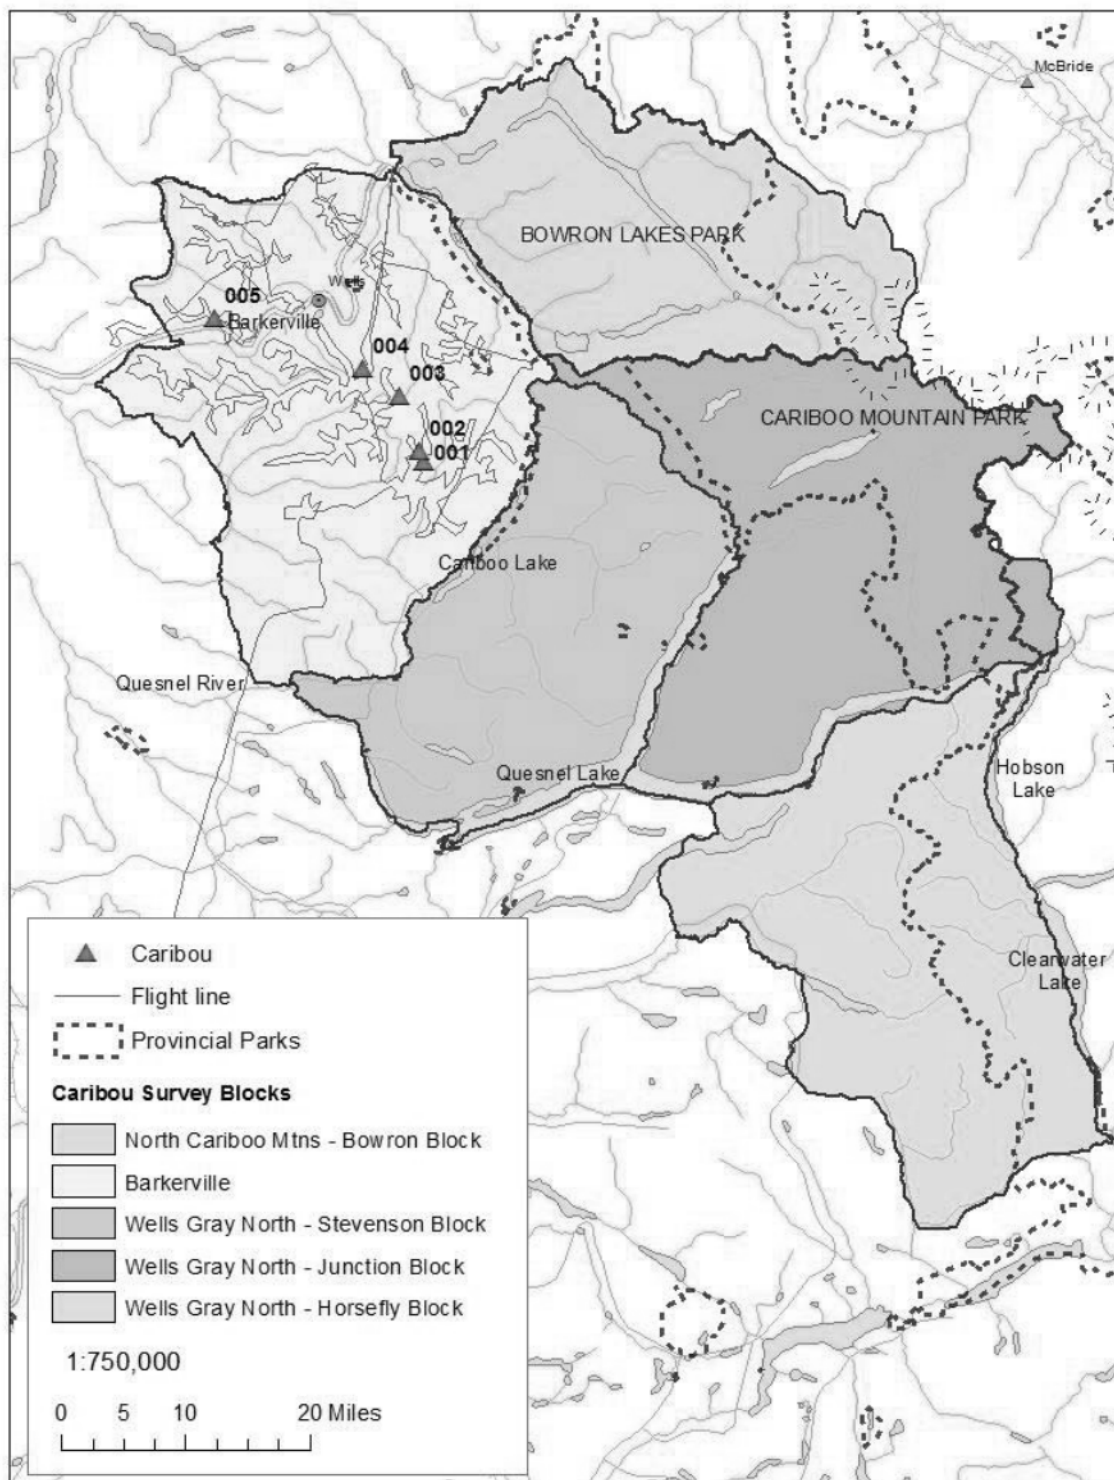 McBride
BOWRON LAKES PARK
Wells
005
Barkerville
004
003
CARIBOO MOUNTAIN PARK
002
001
Cariboo Lake
Quesnel River
Quesnel Lake
Hobson
Lake
Clearwater
Lake
Caribou
Flight line
Provincial Parks
Caribou Survey Blocks
North Cariboo Mtns - Bowron Block
Barkerville
Wells Gray North - Stevenson Block
Wells Gray North - Junction Block
Wells Gray North - Horsefly Block
1:750,000
0 5 10 20 Miles